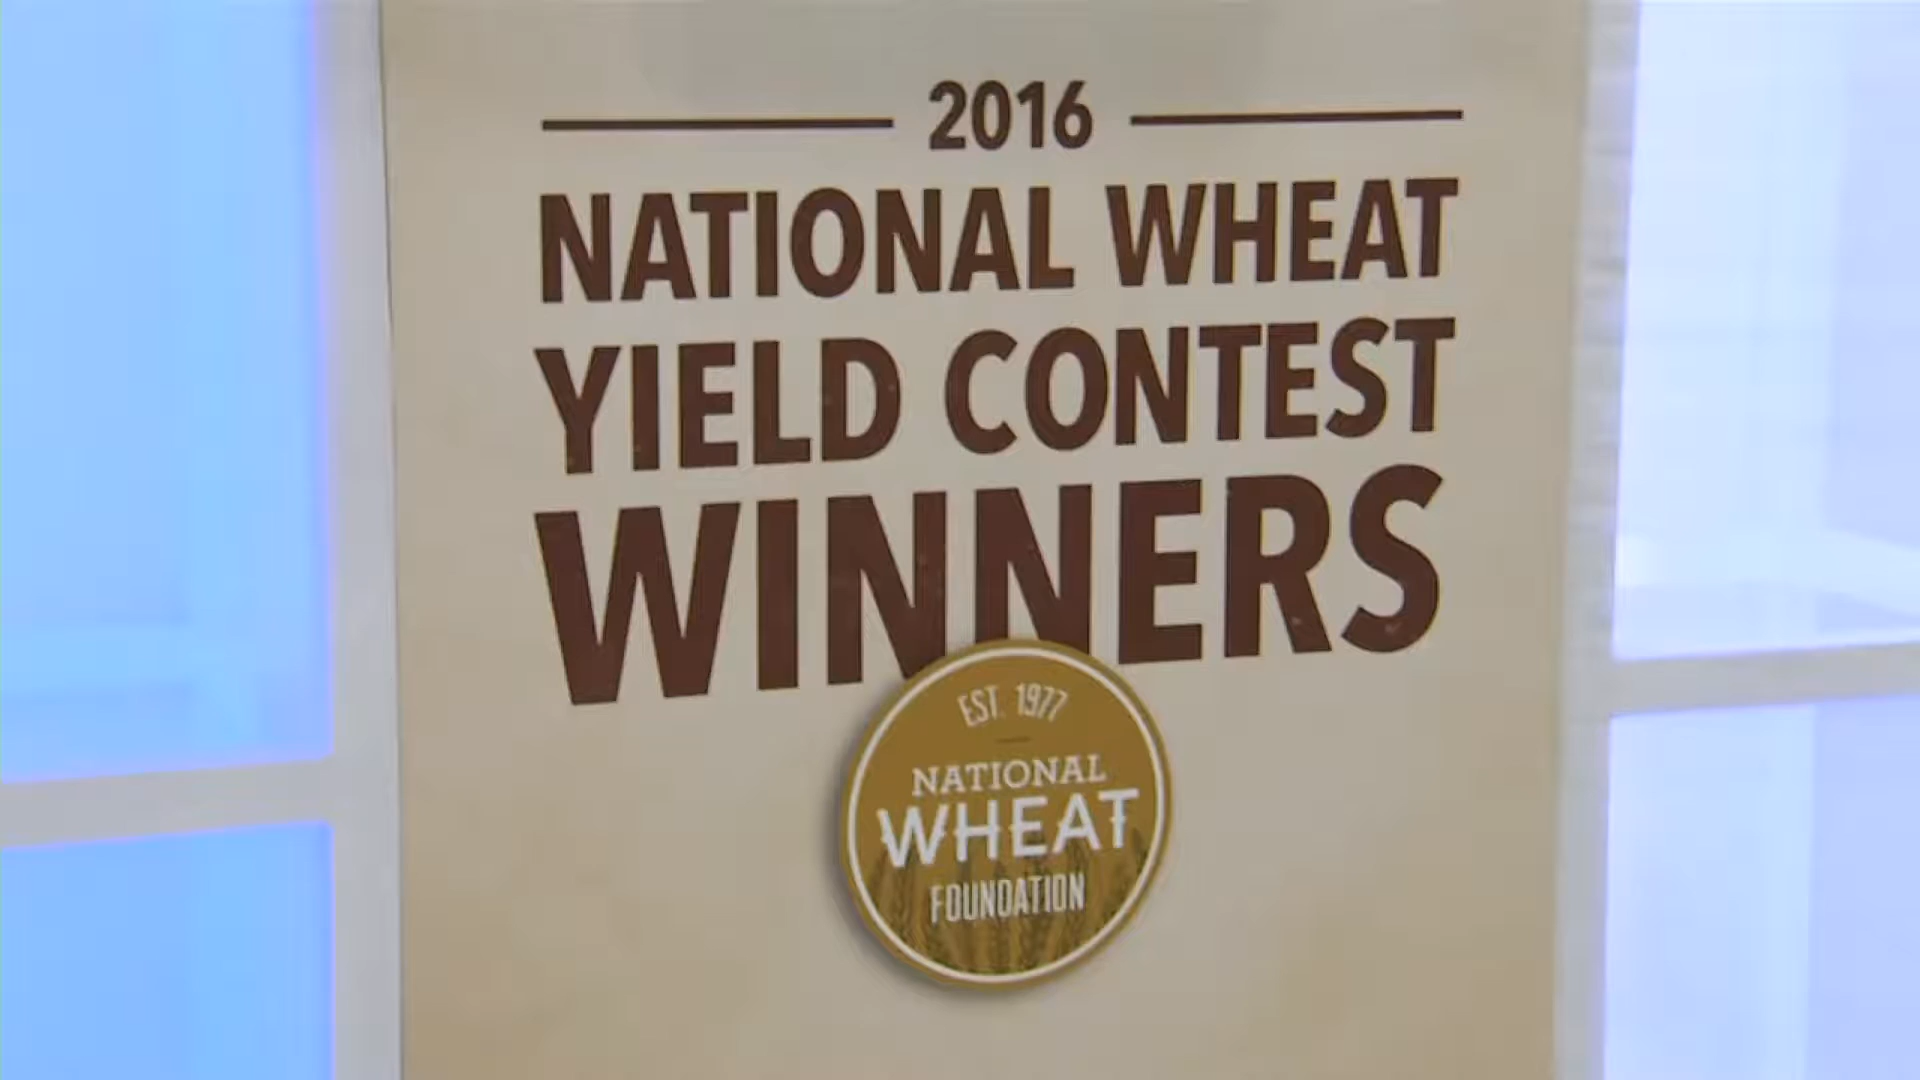 2016
NATIONAL WHEAT
YIELD CONTEST
WINNERS
EST. 1977
NATIONAL
WHEAT
FOUNDATION